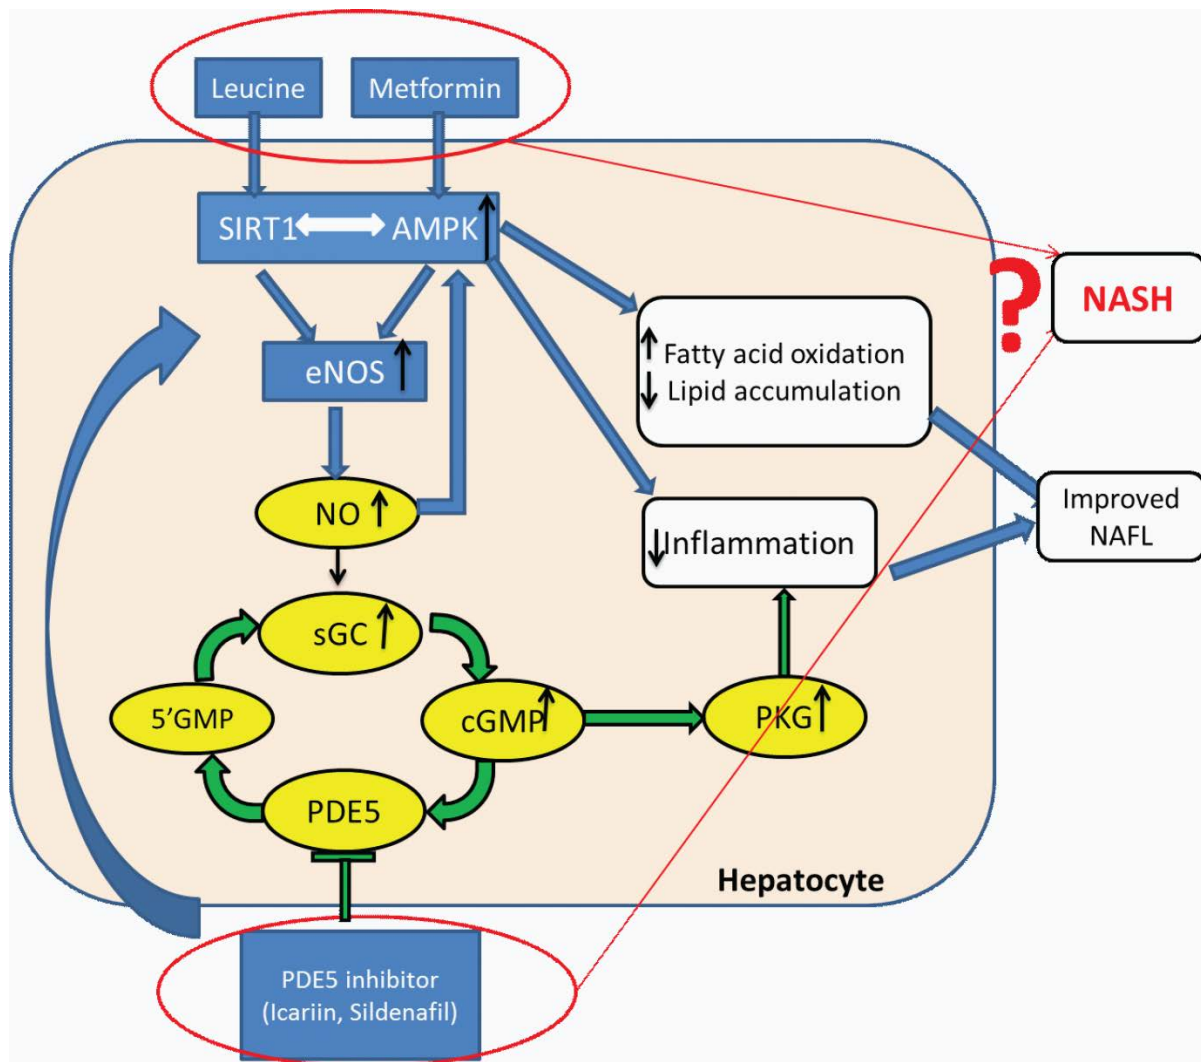 Leucine
Metformin
SIRT1
AMPK
eNOS
NO
sGC
5'GMP
cGMP
PDE5
PKG
Fatty acid oxidation
Lipid accumulation
Inflammation
?
NASH
Improved
NAFL
Hepatocyte
PDE5 inhibitor
(Icariin, Sildenafil)